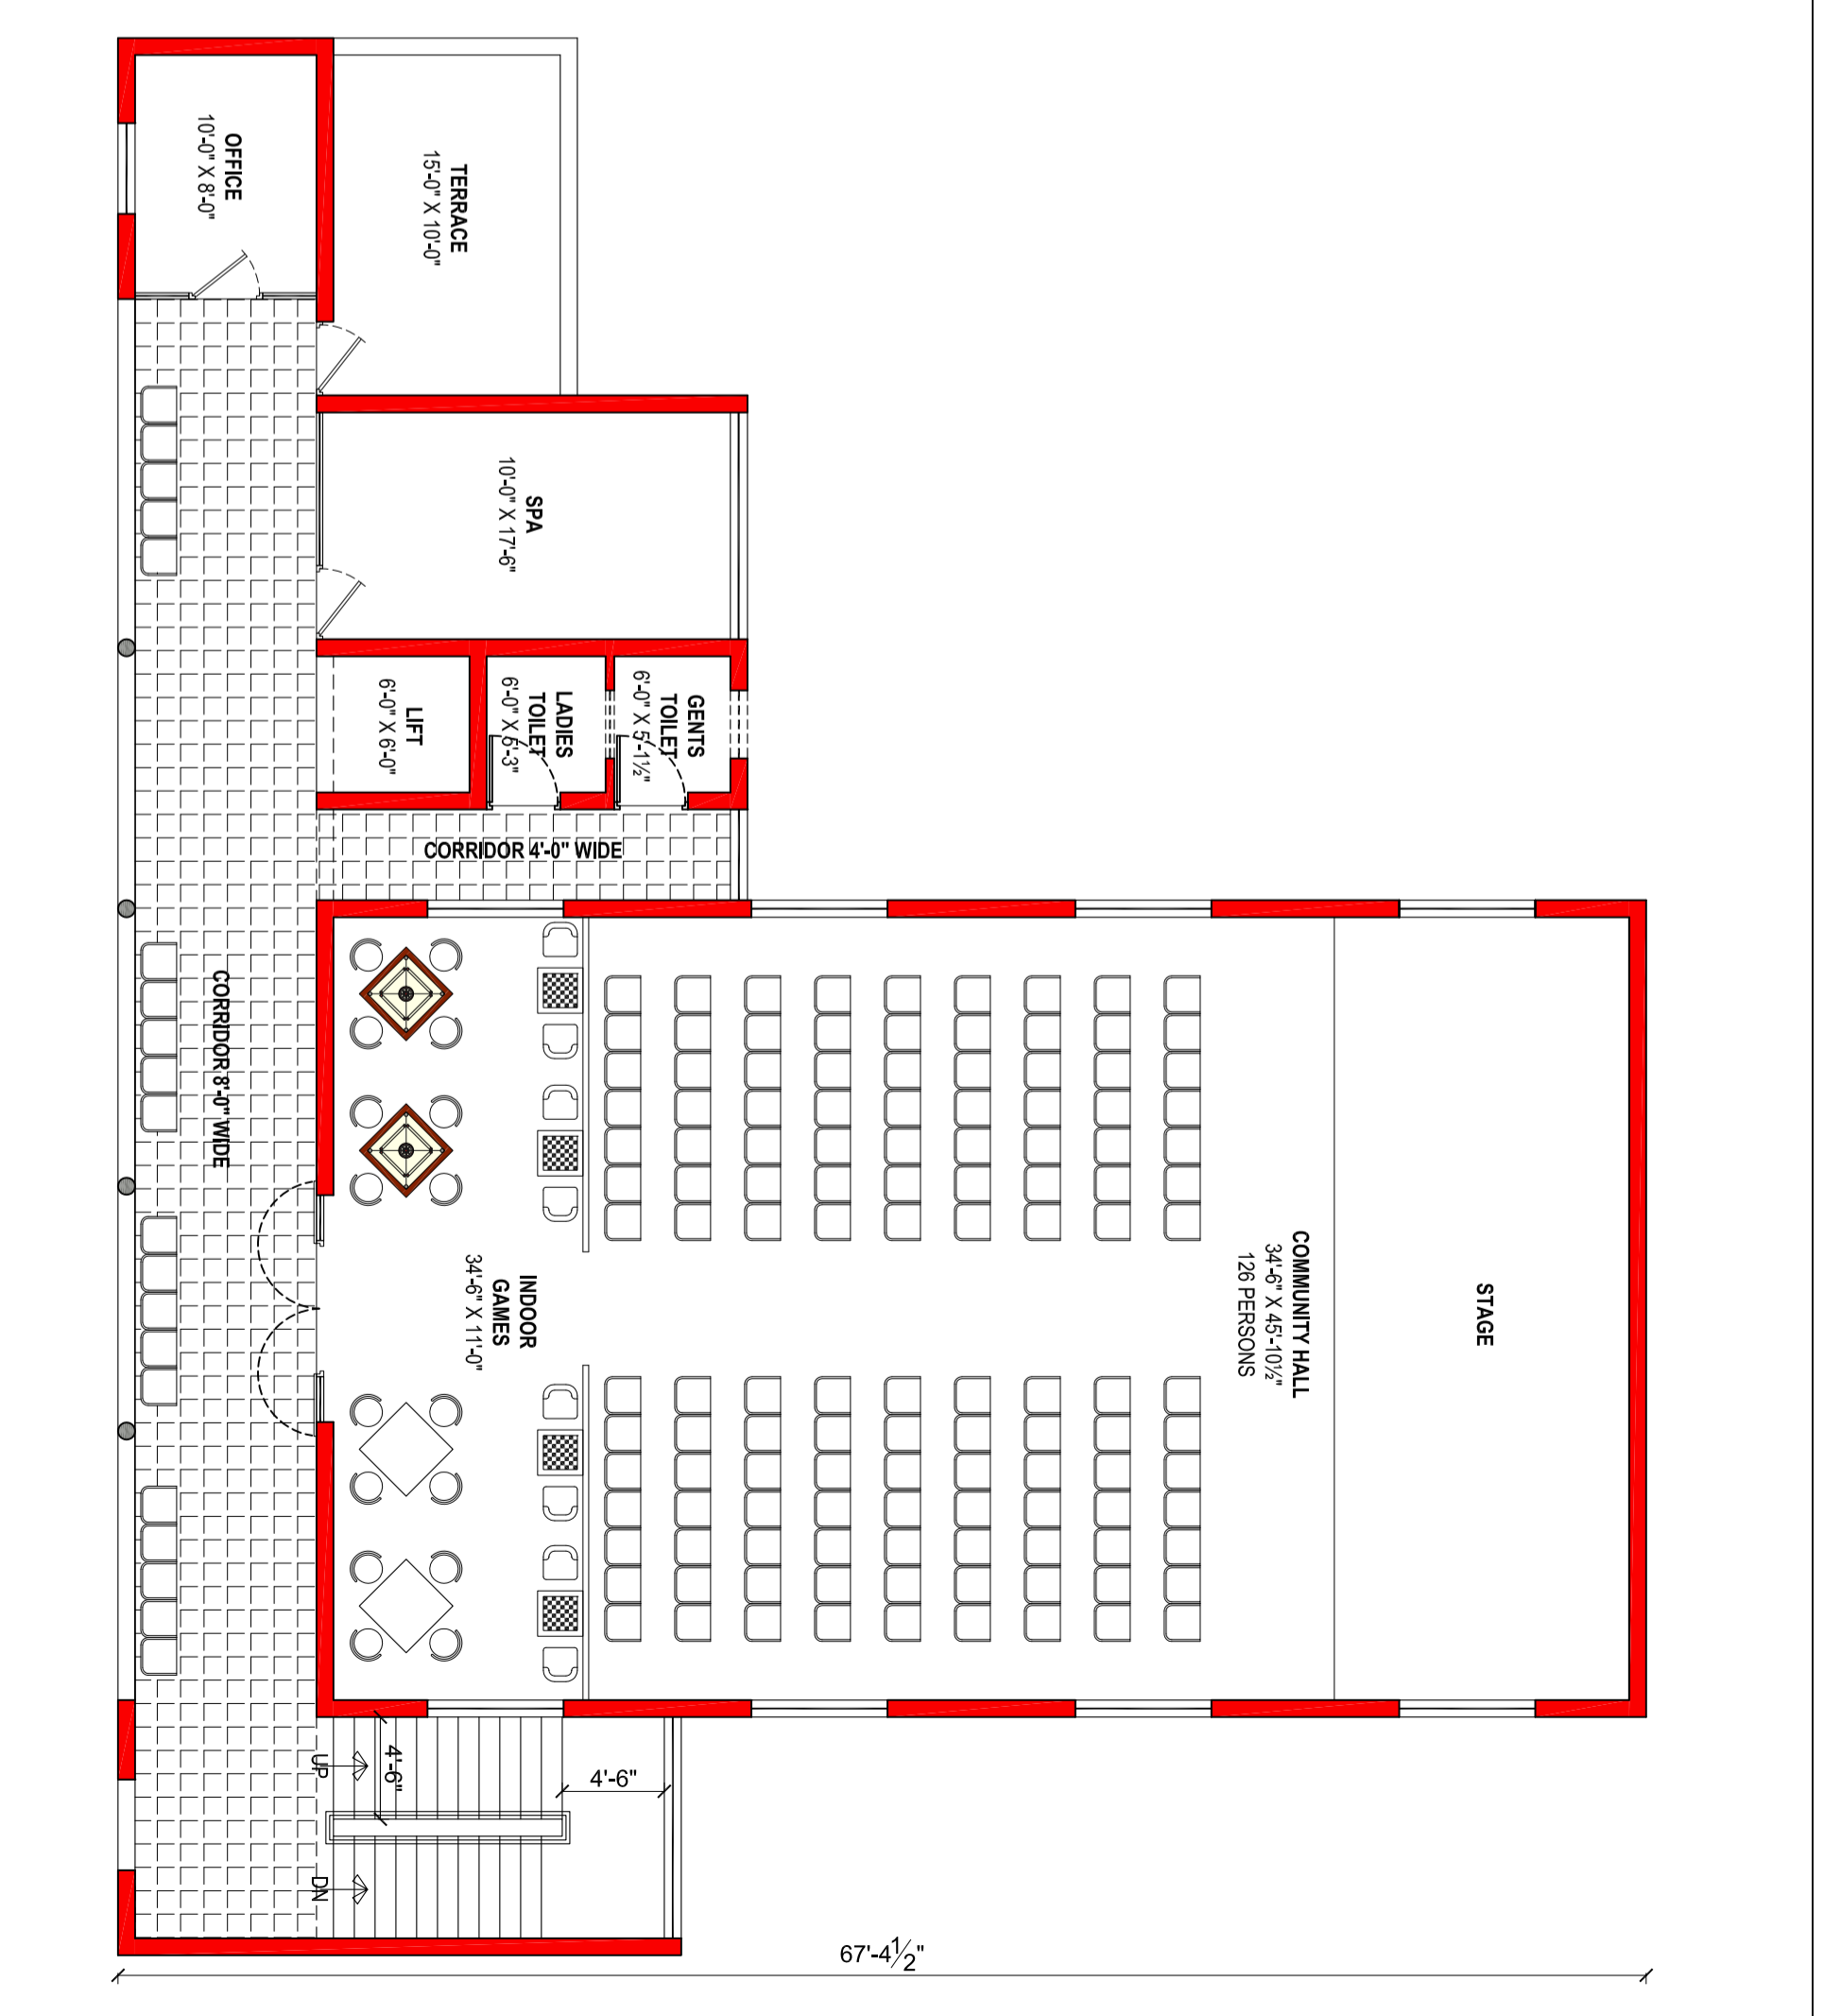 OFFICE
10'-0" X 8'-0"
TERRACE
15'-0" X 10'-0"
SPA
10'-0" X 17'-6"
LIFT
6'-0" X 6'-0"
LADIES
TOILET
6'-0" X 5'-3"
GENTS
TOILET
6'-0" X 5'-1½"
CORRIDOR 4'-0" WIDE
CORRIDOR 8'-0" WIDE
INDOOR
GAMES
34'-6" X 11'-0"
COMMUNITY HALL
34'-6" X 45'-10½"
126 PERSONS
STAGE
UP
4'-6"
4'-6"
DN
67'-4½"